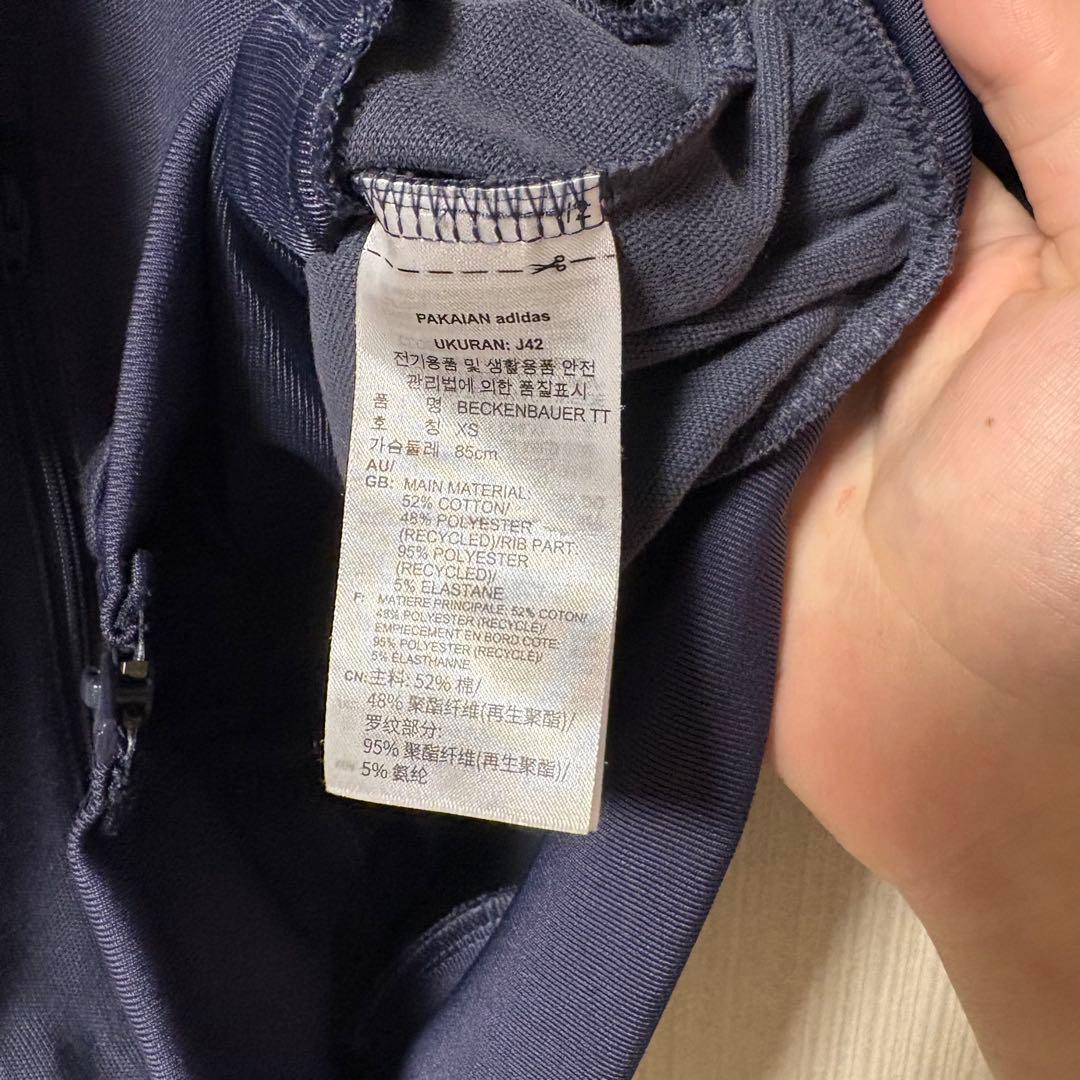 PAKAIAN adidas
UKURAN: J42
전기용품 및 생활용품 안전
관리법에 의한 품질표시
품 명 BECKENBAUER TT
호 칭 XS
가슴둘레 85cm
AU/
GB: MAIN MATERIAL:
52% COTTON/
48% POLYESTER
(RECYCLED)/RIB PART:
95% POLYESTER
(RECYCLED)/
5% ELASTANE
F: MATIERE PRINCIPALE: 52% COTON/
48% POLYESTER (RECYCLE)/
EMPIECEMENT EN BORD COTE:
95% POLYESTER (RECYCLE)/
5% ELASTHANNE
CN: 主料: 52% 棉/
48% 聚酯纤维(再生聚酯)/
罗纹部分:
95% 聚酯纤维(再生聚酯)/
5% 氨纶